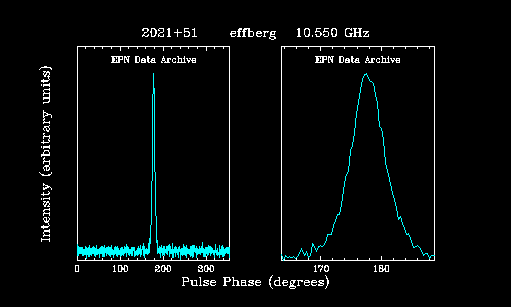 2021+51 effberg 10.550 GHz
EPN Data Archive EPN Data Archive
Intensity (arbitrary units)
0 100 200 300 170 180
Pulse Phase (degrees)